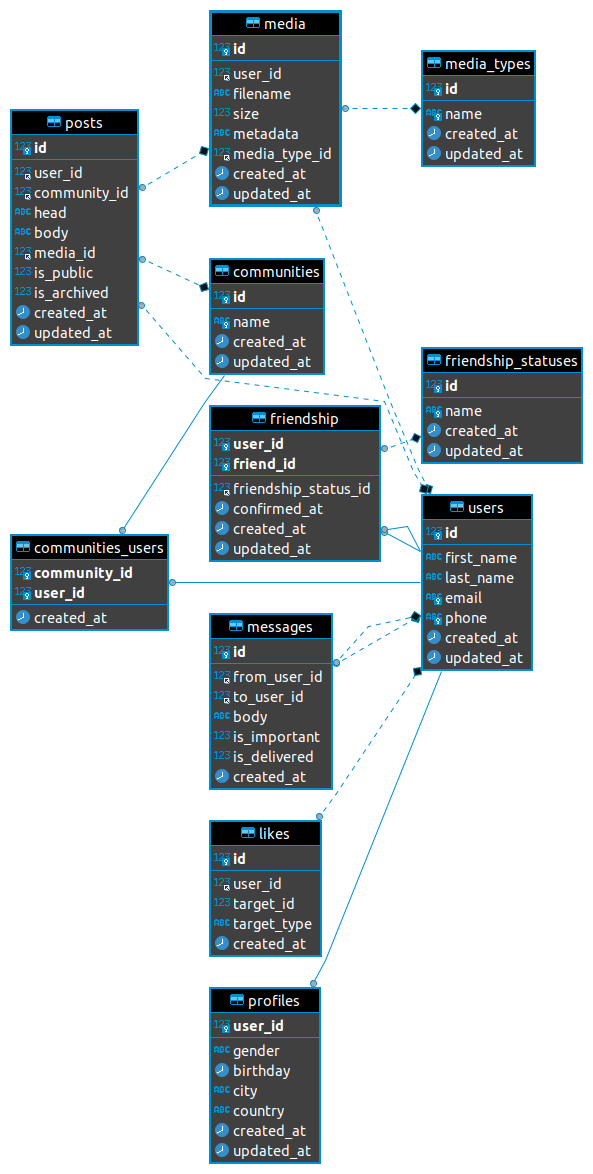 media
123 id
123 user_id
ABC filename
123 size
ABC metadata
123 media_type_id
created_at
updated_at
media_types
123 id
ABC name
created_at
updated_at
posts
123 id
123 user_id
123 community_id
ABC head
ABC body
123 media_id
123 is_public
123 is_archived
created_at
updated_at
communities
123 id
ABC name
created_at
updated_at
friendship_statuses
123 id
ABC name
created_at
updated_at
friendship
123 user_id
123 friend_id
123 friendship_status_id
confirmed_at
created_at
updated_at
users
123 id
ABC first_name
ABC last_name
ABC email
ABC phone
created_at
updated_at
communities_users
123 community_id
123 user_id
created_at
messages
123 id
123 from_user_id
123 to_user_id
ABC body
123 is_important
123 is_delivered
created_at
likes
123 id
123 user_id
123 target_id
ABC target_type
created_at
profiles
123 user_id
ABC gender
birthday
ABC city
ABC country
created_at
updated_at